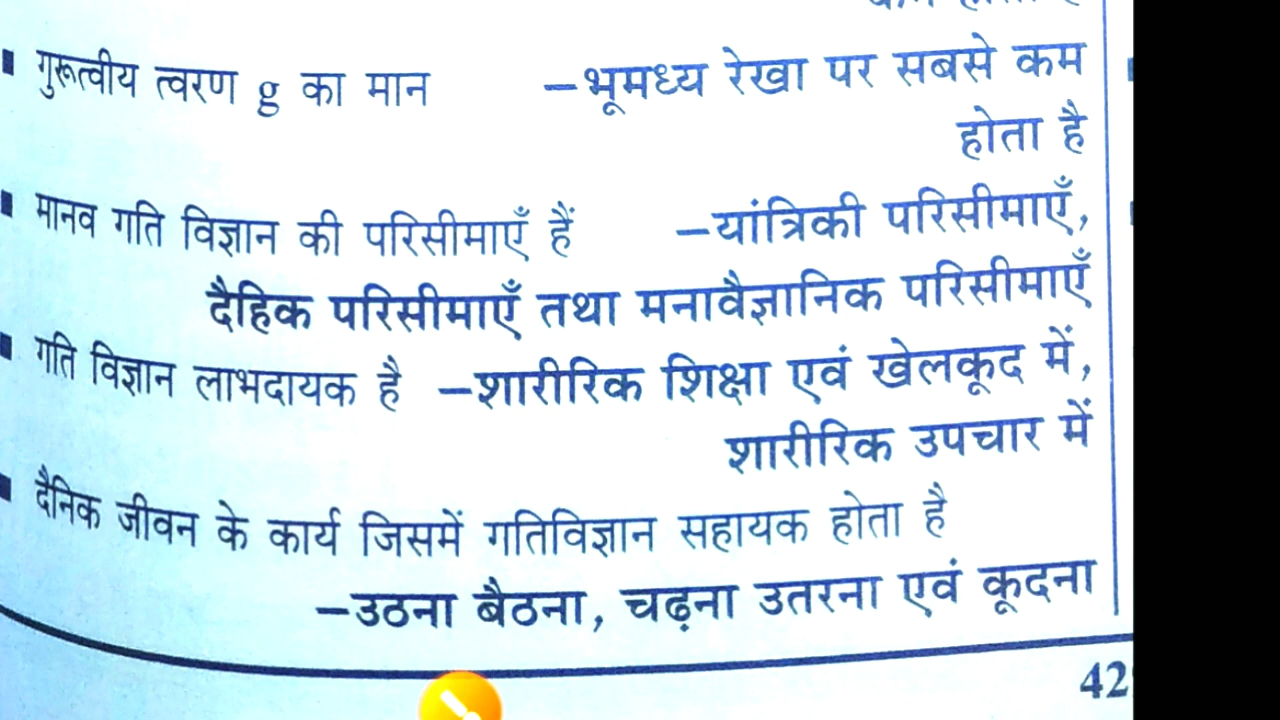 ▪ गुरूत्वीय त्वरण g का मान –भूमध्य रेखा पर सबसे कम
होता है
▪ मानव गति विज्ञान की परिसीमाएँ हैं –यांत्रिकी परिसीमाएँ,
दैहिक परिसीमाएँ तथा मनावैज्ञानिक परिसीमाएँ
▪ गति विज्ञान लाभदायक है –शारीरिक शिक्षा एवं खेलकूद में,
शारीरिक उपचार में
▪ दैनिक जीवन के कार्य जिसमें गतिविज्ञान सहायक होता है
–उठना बैठना, चढ़ना उतरना एवं कूदना
42